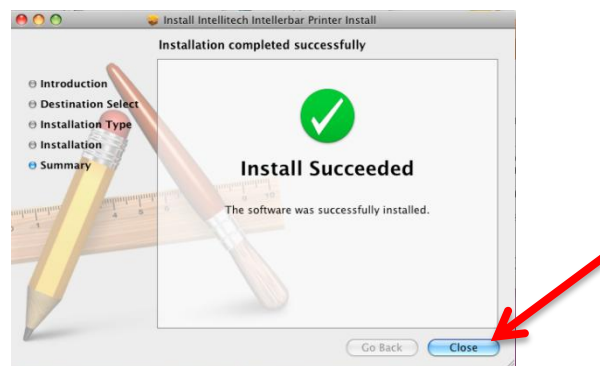 Install Intellitech Intellerbar Printer Install
Installation completed successfully
Introduction
Destination Select
Installation Type
Installation
Summary
Install Succeeded
The software was successfully installed.
Go Back
Close